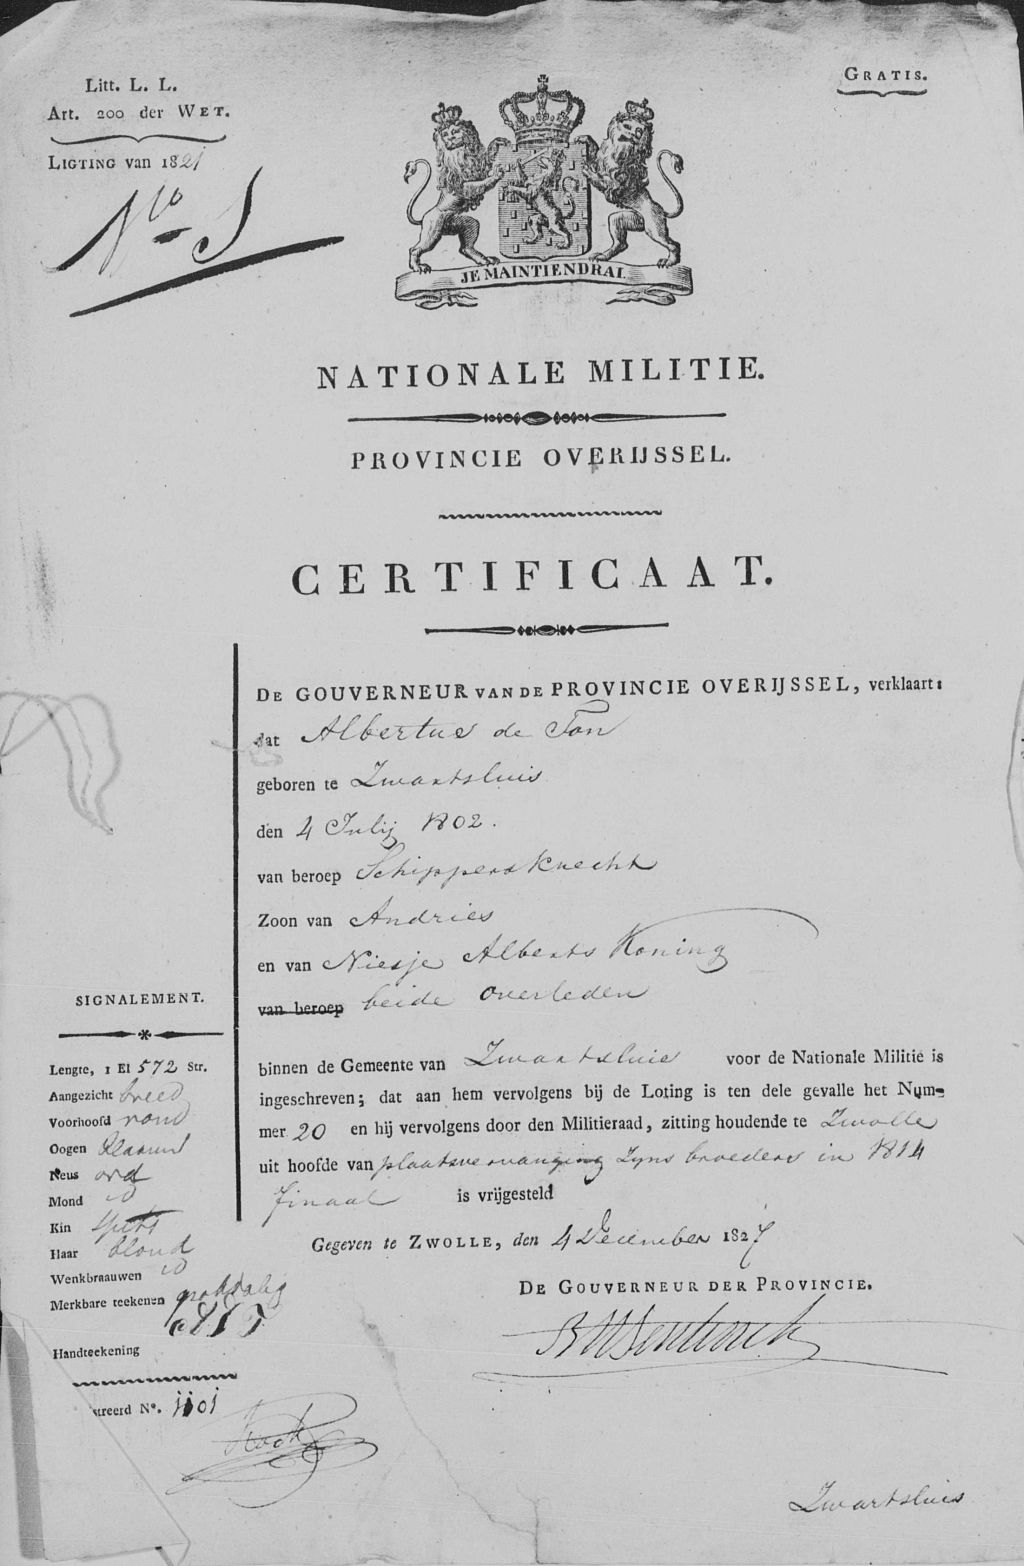 Litt. L. L.
Art. 200 der WET.
LIGTING van 1821
GRATIS.
JE MAINTIENDRAI.
NATIONALE MILITIE.
PROVINCIE OVERIJSSEL.
CERTIFICAAT.
DE GOUVERNEUR VAN DE PROVINCIE OVERIJSSEL, verklaart:
dat Albertus de Jon
geboren te Zwartsluis
den 4 Julij 1802.
van beroep Schippersknecht
Zoon van Andries
en van Niesje Alberts Koning
van beroep beide overleden
binnen de Gemeente van Zwartsluis voor de Nationale Militie is
ingeschreven; dat aan hem vervolgens bij de Loting is ten dele gevalle het Num-
mer 20 en hij vervolgens door den Militieraad, zitting houdende te Zwolle
uit hoofde van plaatsvervanging zyns broeders in 1814
finaal is vrijgesteld
Gegeven te ZWOLLE, den 4 December 1827
DE GOUVERNEUR DER PROVINCIE.
SIGNALEMENT.
Lengte, 1 El 572 Str.
Aangezicht breed
Voorhoofd rond
Oogen blaauw
Neus ord
Mond id
Kin spits
Haar blond
Wenkbraauwen id
Merkbare teekenen pokdalig
Handteekening
streerd N°. 1101
Zwartsluis